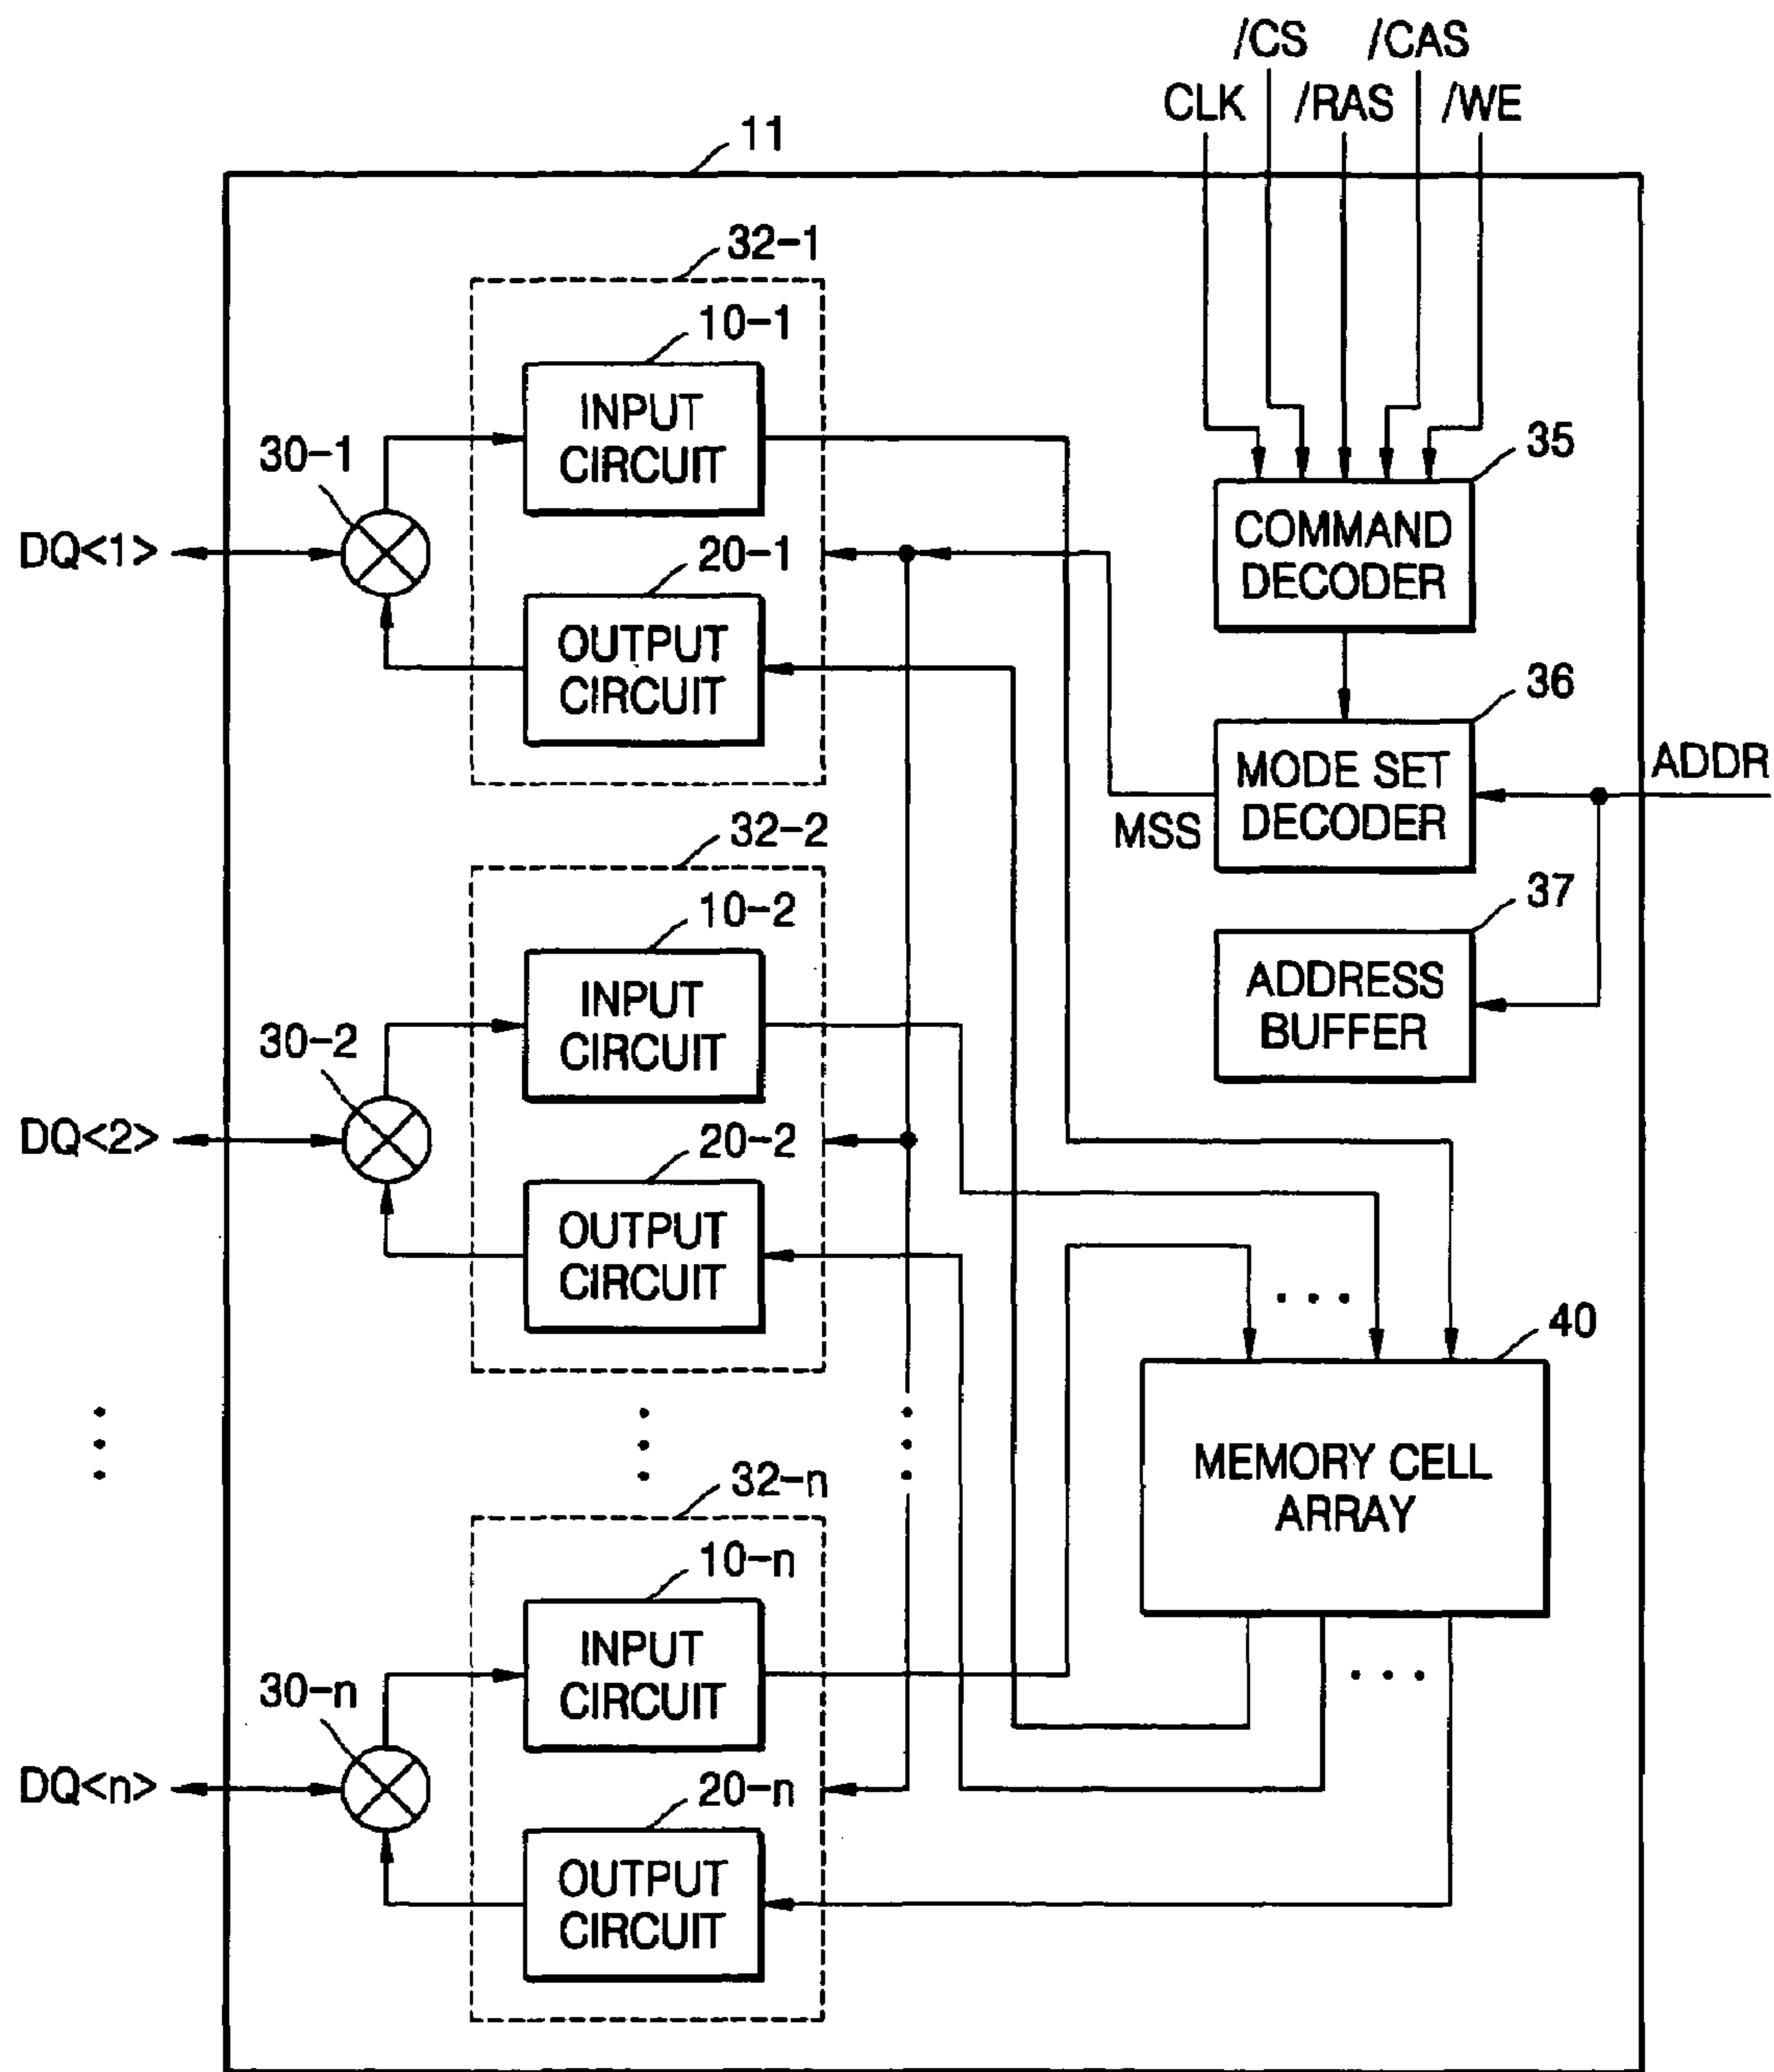 /CS /CAS
CLK /RAS /WE
11
32-1
10-1
INPUT
CIRCUIT
30-1
35
COMMAND
DECODER
DQ<1>
20-1
OUTPUT
CIRCUIT
36
MODE SET
DECODER
ADDR
MSS
32-2
10-2
37
INPUT
CIRCUIT
ADDRESS
BUFFER
30-2
DQ<2>
20-2
OUTPUT
CIRCUIT
...
40
MEMORY CELL
ARRAY
32-n
10-n
INPUT
CIRCUIT
...
30-n
DQ<n>
20-n
OUTPUT
CIRCUIT